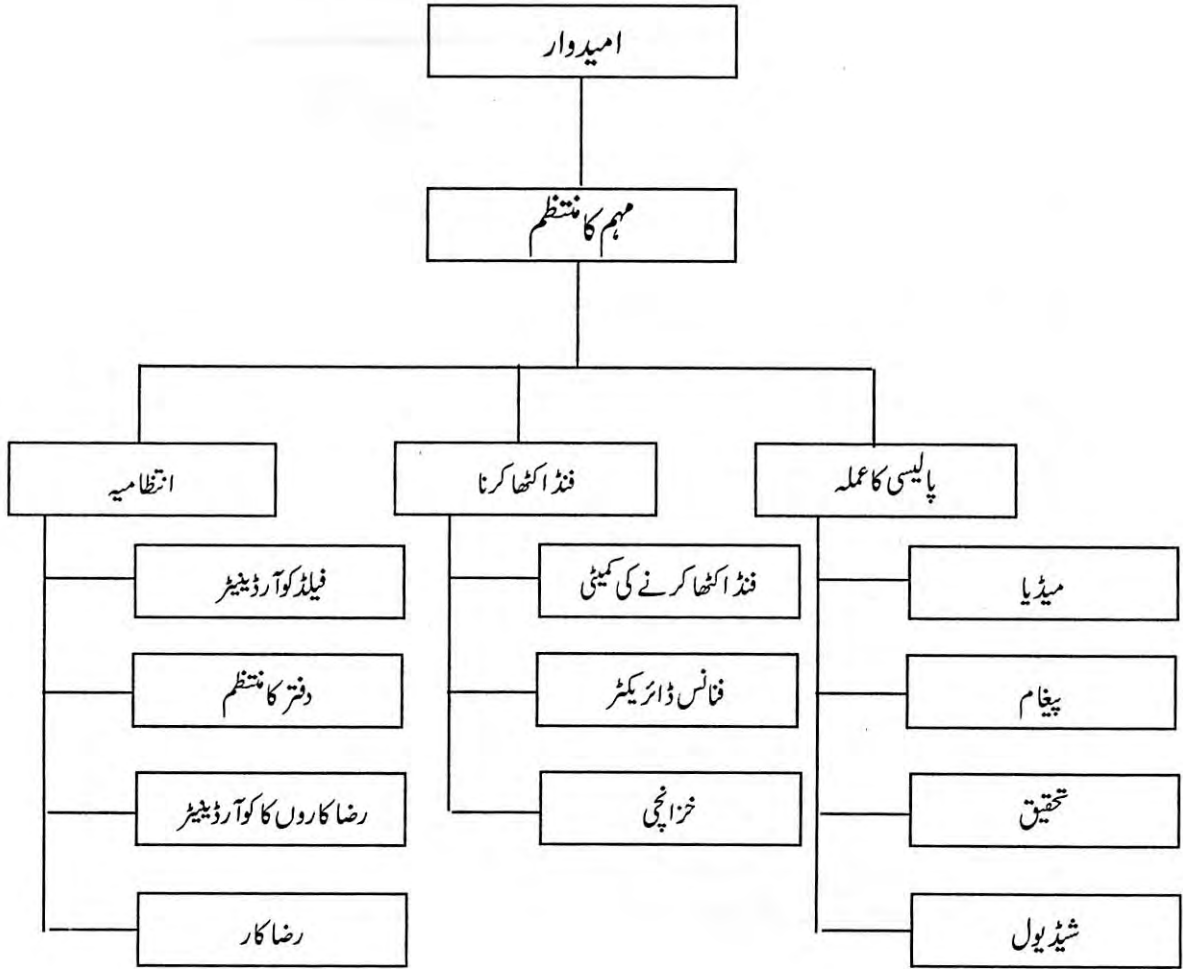 امیدوار
مہم کا منتظم
پالیسی کا عملہ
فنڈ اکٹھا کرنا
انتظامیہ
میڈیا
فنڈ اکٹھا کرنے کی کمیٹی
فیلڈ کوآرڈینیٹر
پیغام
فنانس ڈائریکٹر
دفتر کا منتظم
تحقیق
خزانچی
رضا کاروں کا کوآرڈینیٹر
شیڈیول
رضا کار